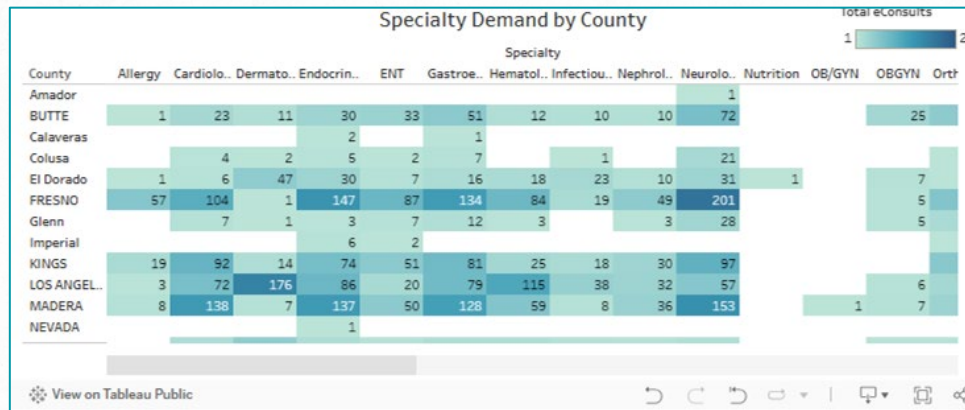 Specialty Demand by County
Total eConsults
1 2
Specialty
County Allergy Cardiolo.. Dermato.. Endocrin.. ENT Gastroe.. Hematol.. Infectiou.. Nephrol.. Neurolo.. Nutrition OB/GYN OBGYN Orth
Amador 1
BUTTE 1 23 11 30 33 51 12 10 10 72 25
Calaveras 2 1
Colusa 4 2 5 2 7 1 21
El Dorado 1 6 47 30 7 16 18 23 10 31 1 7
FRESNO 57 104 1 147 87 134 84 19 49 201 5
Glenn 7 1 3 7 12 3 3 28 5
Imperial 6 2
KINGS 19 92 14 74 51 81 25 18 30 97
LOS ANGEL.. 3 72 176 86 20 79 115 38 32 57 6
MADERA 8 138 7 137 50 128 59 8 36 153 1 7
NEVADA 1
View on Tableau Public